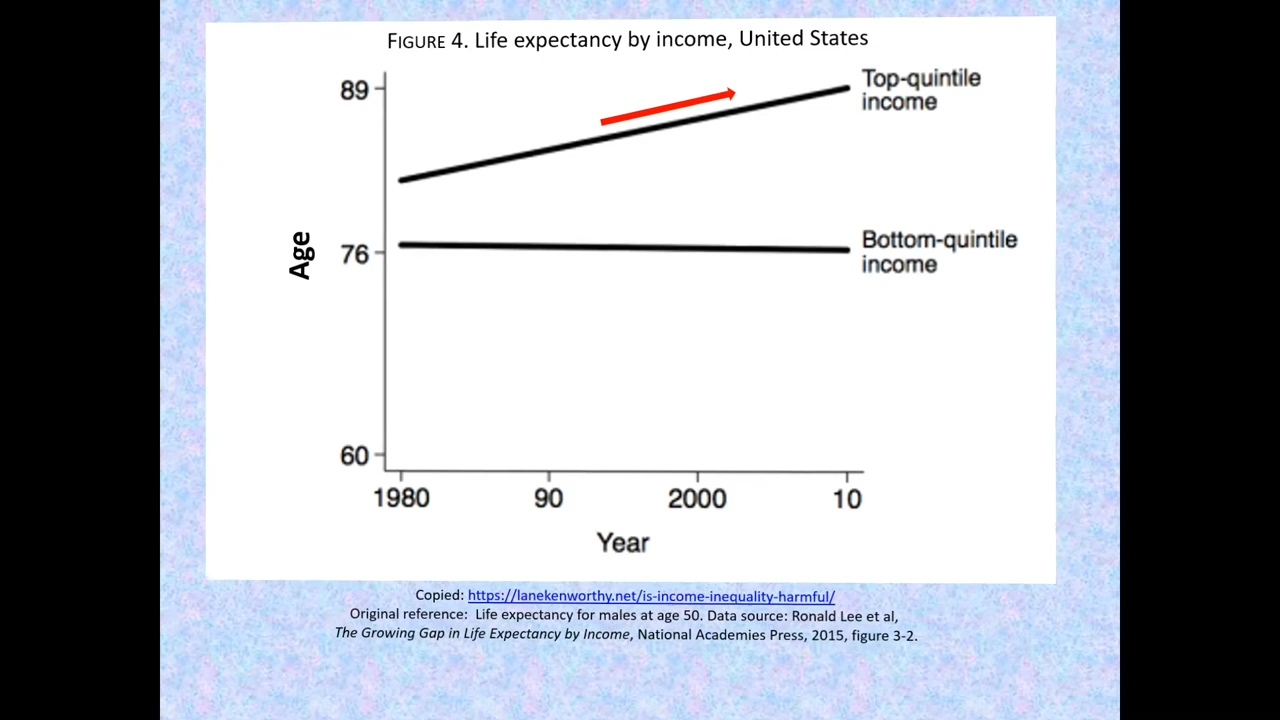 FIGURE 4. Life expectancy by income, United States
89
Top-quintile
income
Age
76
Bottom-quintile
income
60
1980 90 2000 10
Year
Copied: https://lanekenworthy.net/is-income-inequality-harmful/
Original reference: Life expectancy for males at age 50. Data source: Ronald Lee et al,
The Growing Gap in Life Expectancy by Income, National Academies Press, 2015, figure 3-2.